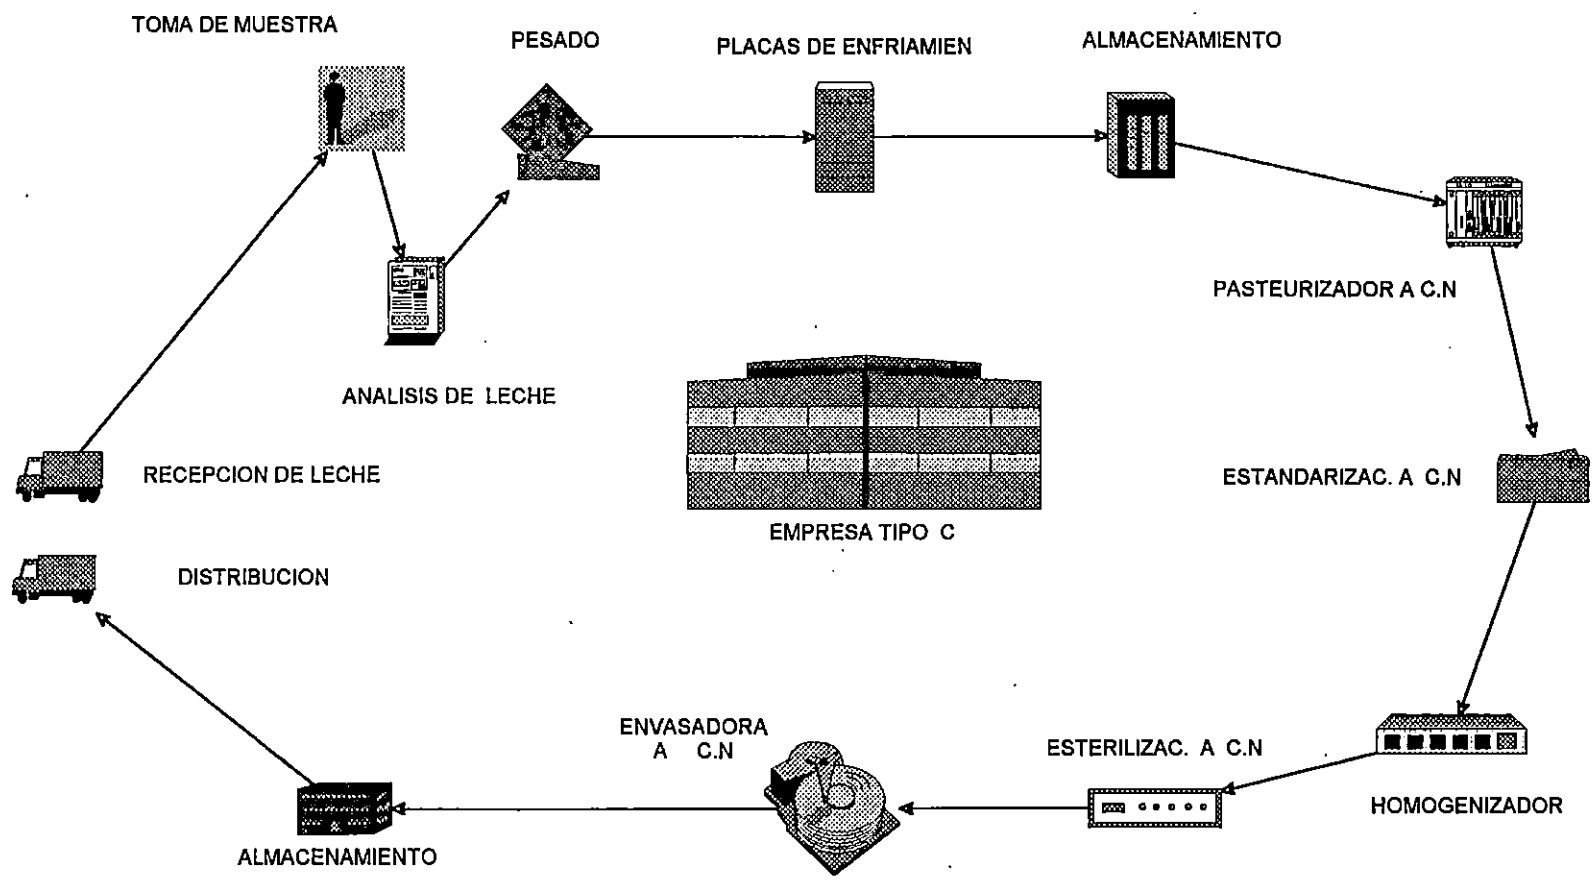 TOMA DE MUESTRA
PESADO
PLACAS DE ENFRIAMIEN
ALMACENAMIENTO
PASTEURIZADOR A C.N
ANALISIS DE LECHE
RECEPCION DE LECHE
ESTANDARIZAC. A C.N
EMPRESA TIPO C
DISTRIBUCION
ENVASADORA
A C.N
ESTERILIZAC. A C.N
HOMOGENIZADOR
ALMACENAMIENTO